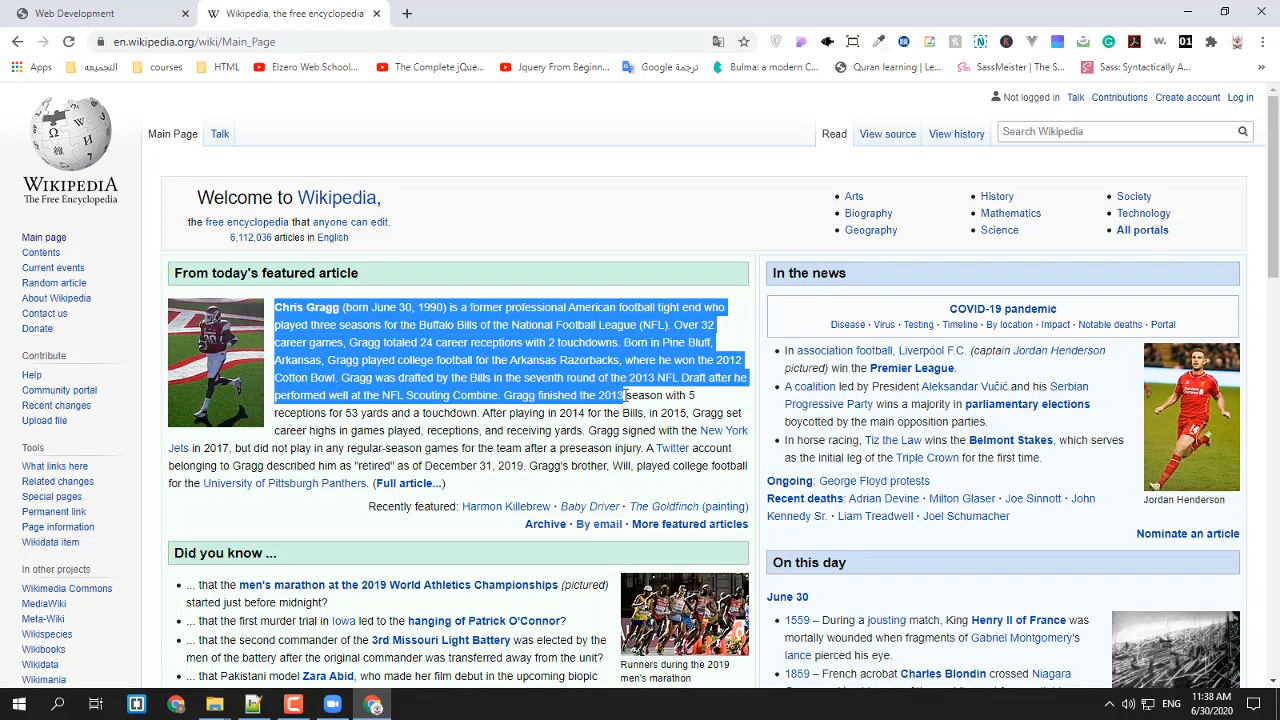 Web Development
Wikipedia, the free encyclopedia
en.wikipedia.org/wiki/Main_Page
Apps
التجميعه
courses
HTML
Elzero Web School...
The Complete jQue...
Jquery From Beginn...
ترجمة Google
Bulma: a modern C...
Quran learning | Le...
SassMeister | The S...
Sass: Syntactically A...
»
Not logged in Talk Contributions Create account Log in
Main Page Talk
Read View source View history Search Wikipedia
WIKIPEDIA
The Free Encyclopedia
Main page
Contents
Current events
Random article
About Wikipedia
Contact us
Donate
Contribute
Help
Community portal
Recent changes
Upload file
Tools
What links here
Related changes
Special pages
Permanent link
Page information
Wikidata item
In other projects
Wikimedia Commons
MediaWiki
Meta-Wiki
Wikispecies
Wikibooks
Wikidata
Wikimania
Welcome to Wikipedia,
the free encyclopedia that anyone can edit.
6,112,036 articles in English
• Arts
• Biography
• Geography
• History
• Mathematics
• Science
• Society
• Technology
• All portals
From today's featured article
Chris Gragg (born June 30, 1990) is a former professional American football tight end who
played three seasons for the Buffalo Bills of the National Football League (NFL). Over 32
career games, Gragg totaled 24 career receptions with 2 touchdowns. Born in Pine Bluff,
Arkansas, Gragg played college football for the Arkansas Razorbacks, where he won the 2012
Cotton Bowl. Gragg was drafted by the Bills in the seventh round of the 2013 NFL Draft after he
performed well at the NFL Scouting Combine. Gragg finished the 2013 season with 5
receptions for 53 yards and a touchdown. After playing in 2014 for the Bills, in 2015, Gragg set
career highs in games played, receptions, and receiving yards. Gragg signed with the New York
Jets in 2017, but did not play in any regular-season games for the team after a preseason injury. A Twitter account
belonging to Gragg described him as "retired" as of December 31, 2019. Gragg's brother, Will, played college football
for the University of Pittsburgh Panthers. (Full article...)
Recently featured: Harmon Killebrew · Baby Driver · The Goldfinch (painting)
Archive · By email · More featured articles
Did you know ...
• ... that the men's marathon at the 2019 World Athletics Championships (pictured)
started just before midnight?
• ... that the first murder trial in Iowa led to the hanging of Patrick O'Connor?
• ... that the second commander of the 3rd Missouri Light Battery was elected by the
men of the battery after the original commander was transferred away from the unit?
• ... that Pakistani model Zara Abid, who made her film debut in the upcoming biopic
Runners during the 2019
men's marathon
In the news
COVID-19 pandemic
Disease · Virus · Testing · Timeline · By location · Impact · Notable deaths · Portal
• In association football, Liverpool F.C. (captain Jordan Henderson
pictured) win the Premier League.
• A coalition led by President Aleksandar Vučić and his Serbian
Progressive Party wins a majority in parliamentary elections
boycotted by the main opposition parties.
• In horse racing, Tiz the Law wins the Belmont Stakes, which serves
as the initial leg of the Triple Crown for the first time.
Jordan Henderson
Ongoing: George Floyd protests
Recent deaths: Adrian Devine · Milton Glaser · Joe Sinnott · John
Kennedy Sr. · Liam Treadwell · Joel Schumacher
Nominate an article
On this day
June 30
• 1559 – During a jousting match, King Henry II of France was
mortally wounded when fragments of Gabriel Montgomery's
lance pierced his eye.
• 1859 – French acrobat Charles Blondin crossed Niagara
ENG
11:38 AM
6/30/2020